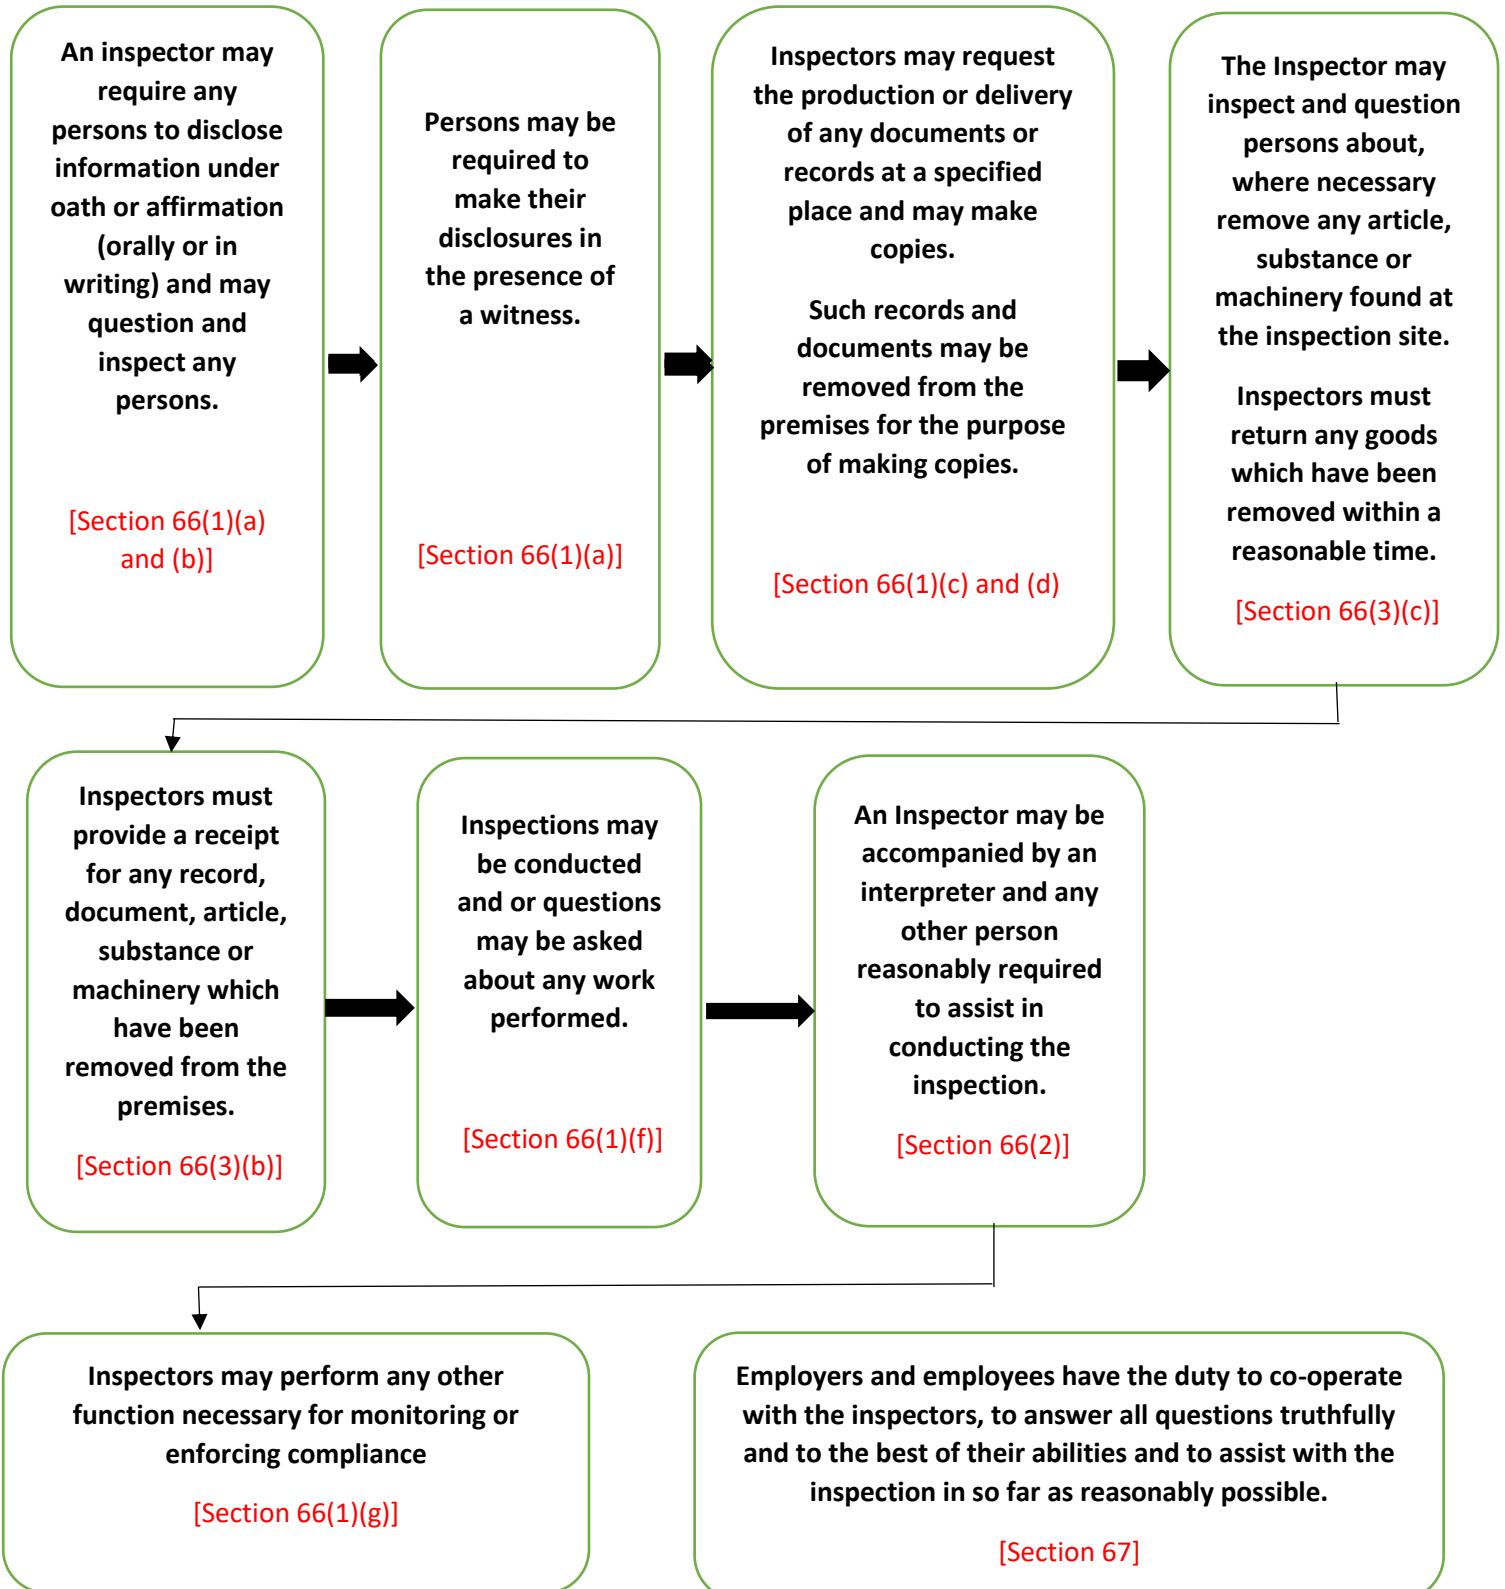 An inspector may
require any
persons to disclose
information under
oath or affirmation
(orally or in
writing) and may
question and
inspect any
persons.
[Section 66(1)(a)
and (b)]
Persons may be
required to
make their
disclosures in
the presence of
a witness.
[Section 66(1)(a)]
Inspectors may request
the production or delivery
of any documents or
records at a specified
place and may make
copies.
Such records and
documents may be
removed from the
premises for the purpose
of making copies.
[Section 66(1)(c) and (d)
The Inspector may
inspect and question
persons about,
where necessary
remove any article,
substance or
machinery found at
the inspection site.
Inspectors must
return any goods
which have been
removed within a
reasonable time.
[Section 66(3)(c)]
Inspectors must
provide a receipt
for any record,
document, article,
substance or
machinery which
have been
removed from the
premises.
[Section 66(3)(b)]
Inspections may
be conducted
and or questions
may be asked
about any work
performed.
[Section 66(1)(f)]
An Inspector may be
accompanied by an
interpreter and any
other person
reasonably required
to assist in
conducting the
inspection.
[Section 66(2)]
Inspectors may perform any other
function necessary for monitoring or
enforcing compliance
[Section 66(1)(g)]
Employers and employees have the duty to co-operate
with the inspectors, to answer all questions truthfully
and to the best of their abilities and to assist with the
inspection in so far as reasonably possible.
[Section 67]